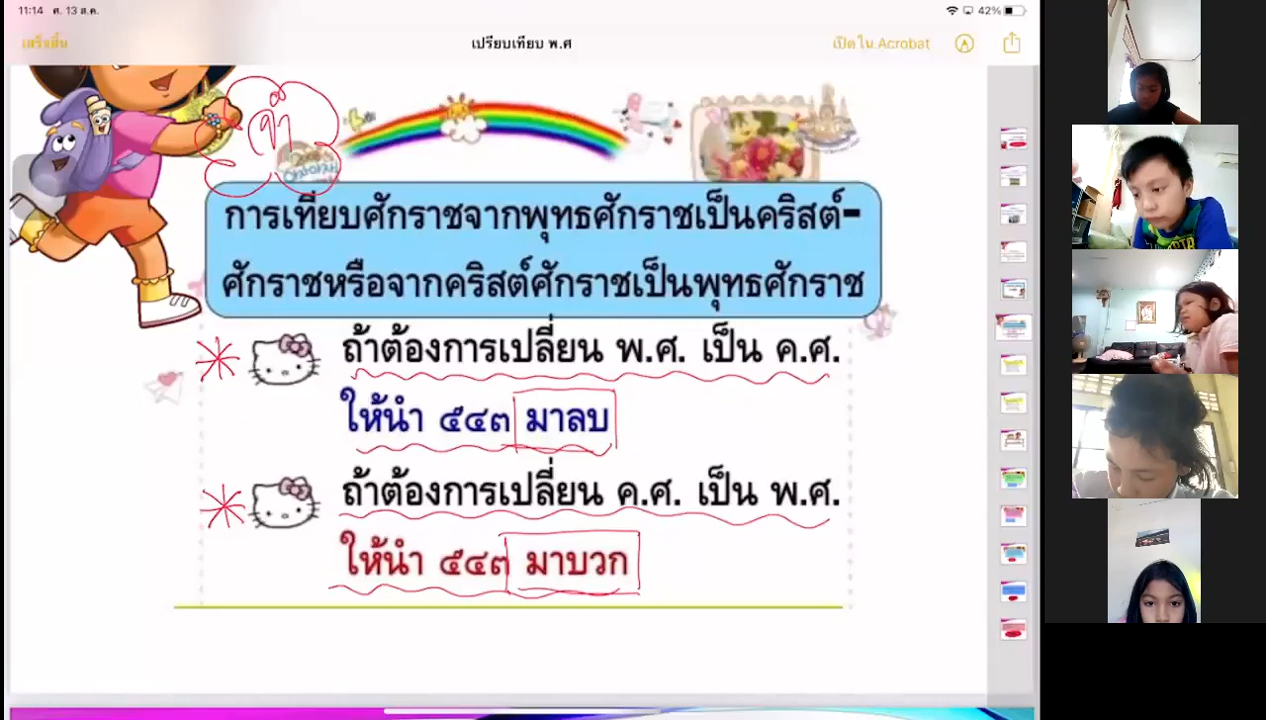 11:14 ศ. 13 ส.ค.
42%
เสร็จสิ้น
เปรียบเทียบ พ.ศ
เปิดใน Acrobat
จำ
การเทียบศักราชจากพุทธศักราชเป็นคริสต์-
ศักราชหรือจากคริสต์ศักราชเป็นพุทธศักราช
ถ้าต้องการเปลี่ยน พ.ศ. เป็น ค.ศ.
ให้นำ ๕๔๓ มาลบ
ถ้าต้องการเปลี่ยน ค.ศ. เป็น พ.ศ.
ให้นำ ๕๔๓ มาบวก